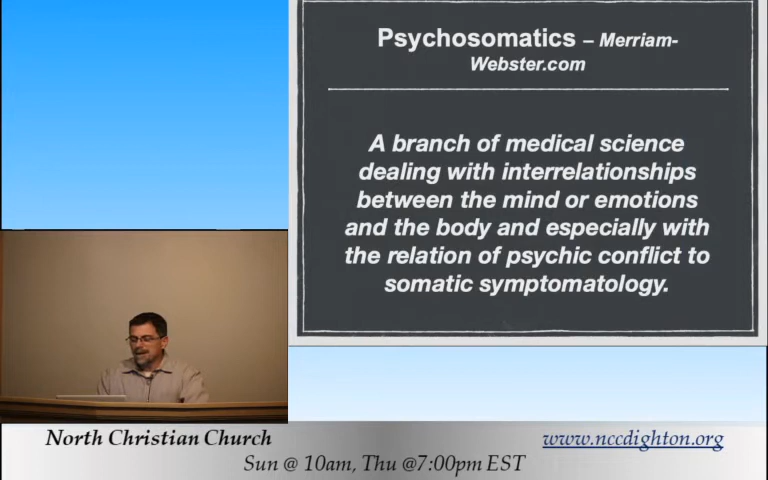 Psychosomatics – Merriam-
Webster.com
A branch of medical science
dealing with interrelationships
between the mind or emotions
and the body and especially with
the relation of psychic conflict to
somatic symptomatology.
North Christian Church
www.nccdighton.org
Sun @ 10am, Thu @7:00pm EST